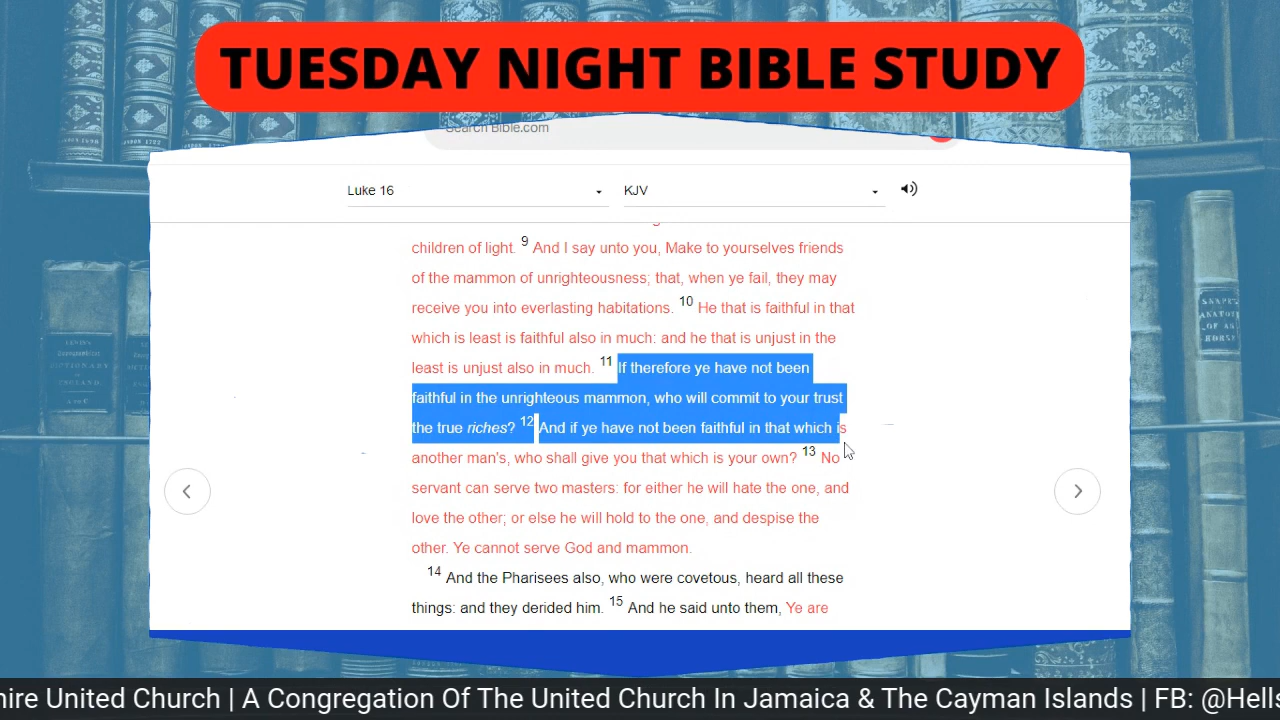 TUESDAY NIGHT BIBLE STUDY
Search Bible.com
Luke 16
KJV
children of light. 9 And I say unto you, Make to yourselves friends
of the mammon of unrighteousness; that, when ye fail, they may
receive you into everlasting habitations. 10 He that is faithful in that
which is least is faithful also in much: and he that is unjust in the
least is unjust also in much. 11 If therefore ye have not been
faithful in the unrighteous mammon, who will commit to your trust
the true riches? 12 And if ye have not been faithful in that which is
another man's, who shall give you that which is your own? 13 No
servant can serve two masters: for either he will hate the one, and
love the other; or else he will hold to the one, and despise the
other. Ye cannot serve God and mammon.
14 And the Pharisees also, who were covetous, heard all these
things: and they derided him. 15 And he said unto them, Ye are
hire United Church | A Congregation Of The United Church In Jamaica & The Cayman Islands | FB: @Hells